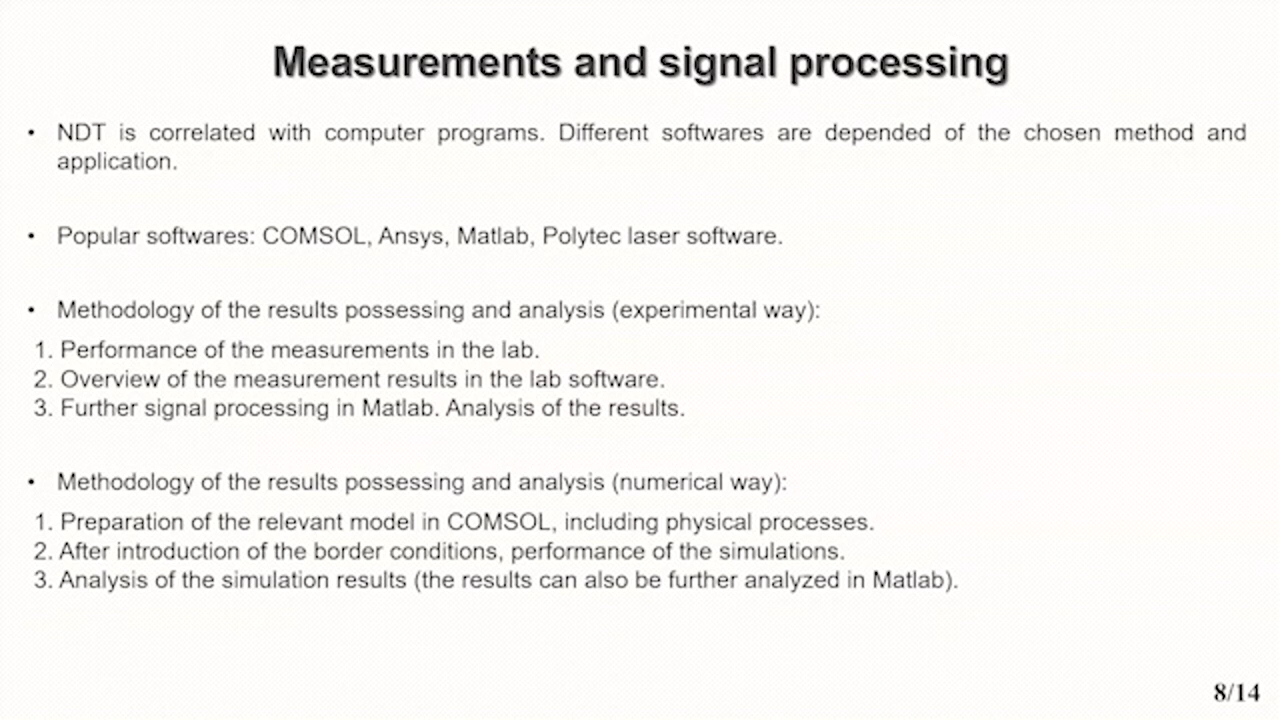 Measurements and signal processing
• NDT is correlated with computer programs. Different softwares are depended of the chosen method and
application.
• Popular softwares: COMSOL, Ansys, Matlab, Polytec laser software.
• Methodology of the results possessing and analysis (experimental way):
1. Performance of the measurements in the lab.
2. Overview of the measurement results in the lab software.
3. Further signal processing in Matlab. Analysis of the results.
• Methodology of the results possessing and analysis (numerical way):
1. Preparation of the relevant model in COMSOL, including physical processes.
2. After introduction of the border conditions, performance of the simulations.
3. Analysis of the simulation results (the results can also be further analyzed in Matlab).
8/14